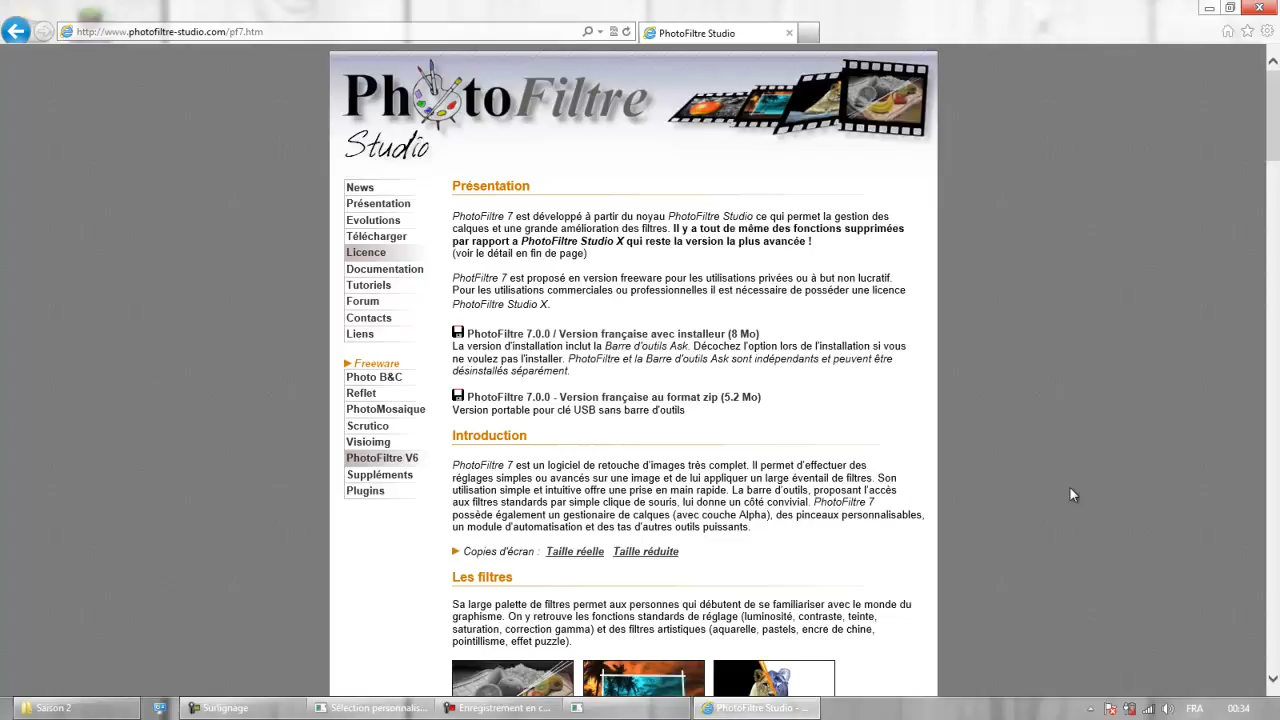 http://www.photofiltre-studio.com/pf7.htm
PhotoFiltre Studio
PhotoFiltre
Studio
News
Présentation
Evolutions
Télécharger
Licence
Documentation
Tutoriels
Forum
Contacts
Liens
Freeware
Photo B&C
Reflet
PhotoMosaique
Scrutico
Visioimg
PhotoFiltre V6
Suppléments
Plugins
Présentation
PhotoFiltre 7 est développé à partir du noyau PhotoFiltre Studio ce qui permet la gestion des
calques et une grande amélioration des filtres. Il y a tout de même des fonctions supprimées
par rapport a PhotoFiltre Studio X qui reste la version la plus avancée !
(voir le détail en fin de page)
PhotFiltre 7 est proposé en version freeware pour les utilisations privées ou à but non lucratif.
Pour les utilisations commerciales ou professionnelles il est nécessaire de posséder une licence
PhotoFiltre Studio X.
PhotoFiltre 7.0.0 / Version française avec installeur (8 Mo)
La version d'installation inclut la Barre d'outils Ask. Décochez l'option lors de l'installation si vous
ne voulez pas l'installer. PhotoFiltre et la Barre d'outils Ask sont indépendants et peuvent être
désinstallés séparément.
PhotoFiltre 7.0.0 - Version française au format zip (5.2 Mo)
Version portable pour clé USB sans barre d'outils
Introduction
PhotoFiltre 7 est un logiciel de retouche d'images très complet. Il permet d'effectuer des
réglages simples ou avancés sur une image et de lui appliquer un large éventail de filtres. Son
utilisation simple et intuitive offre une prise en main rapide. La barre d'outils, proposant l'accès
aux filtres standards par simple clique de souris, lui donne un côté convivial. PhotoFiltre 7
possède également un gestionaire de calques (avec couche Alpha), des pinceaux personnalisables,
un module d'automatisation et des tas d'autres outils puissants.
Copies d'écran : Taille réelle Taille réduite
Les filtres
Sa large palette de filtres permet aux personnes qui débutent de se familiariser avec le monde du
graphisme. On y retrouve les fonctions standards de réglage (luminosité, contraste, teinte,
saturation, correction gamma) et des filtres artistiques (aquarelle, pastels, encre de chine,
pointillisme, effet puzzle).
Saison 2
Surlignage
Sélection personnalis...
Enregistrement en c...
PhotoFiltre Studio - ...
FR
00:34